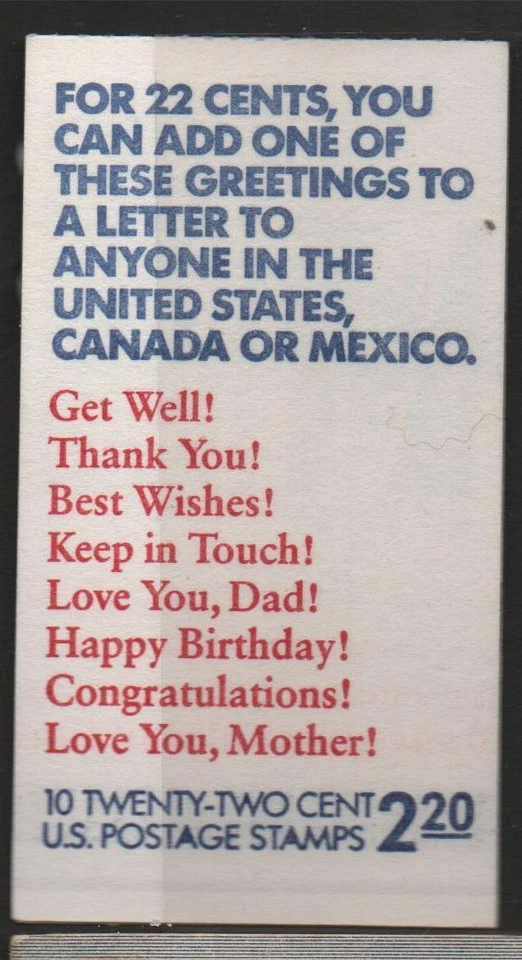 FOR 22 CENTS, YOU
CAN ADD ONE OF
THESE GREETINGS TO
A LETTER TO
ANYONE IN THE
UNITED STATES,
CANADA OR MEXICO.
Get Well!
Thank You!
Best Wishes!
Keep in Touch!
Love You, Dad!
Happy Birthday!
Congratulations!
Love You, Mother!
10 TWENTY-TWO CENT
U.S. POSTAGE STAMPS 2 20